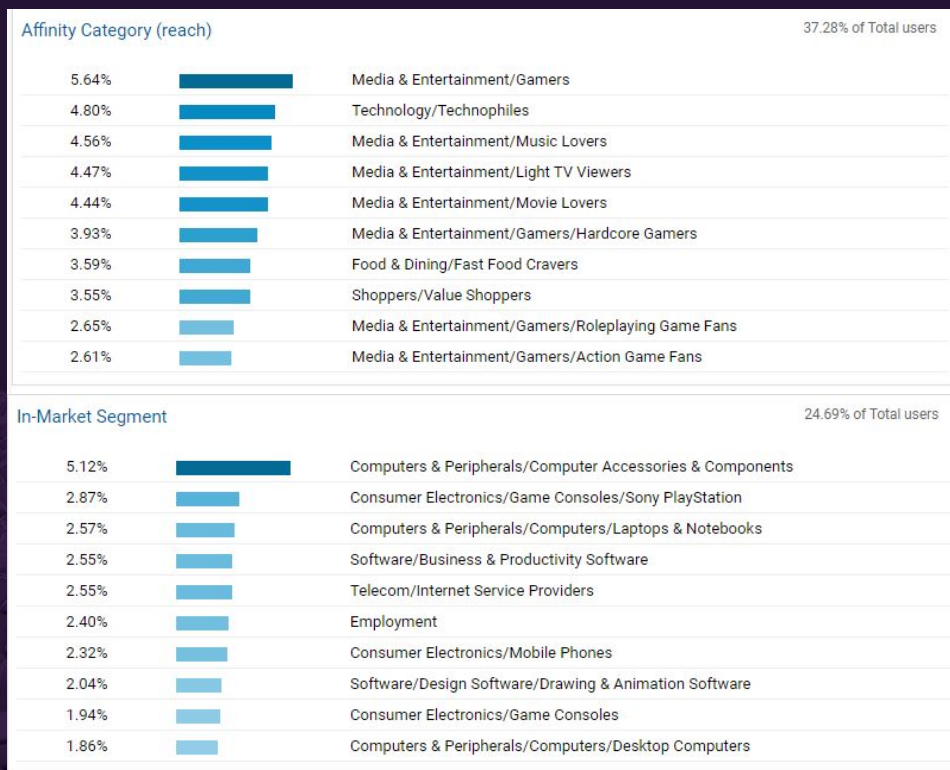 Affinity Category (reach) 37.28% of Total users
5.64% Media & Entertainment/Gamers
4.80% Technology/Technophiles
4.56% Media & Entertainment/Music Lovers
4.47% Media & Entertainment/Light TV Viewers
4.44% Media & Entertainment/Movie Lovers
3.93% Media & Entertainment/Gamers/Hardcore Gamers
3.59% Food & Dining/Fast Food Cravers
3.55% Shoppers/Value Shoppers
2.65% Media & Entertainment/Gamers/Roleplaying Game Fans
2.61% Media & Entertainment/Gamers/Action Game Fans
In-Market Segment 24.69% of Total users
5.12% Computers & Peripherals/Computer Accessories & Components
2.87% Consumer Electronics/Game Consoles/Sony PlayStation
2.57% Computers & Peripherals/Computers/Laptops & Notebooks
2.55% Software/Business & Productivity Software
2.55% Telecom/Internet Service Providers
2.40% Employment
2.32% Consumer Electronics/Mobile Phones
2.04% Software/Design Software/Drawing & Animation Software
1.94% Consumer Electronics/Game Consoles
1.86% Computers & Peripherals/Computers/Desktop Computers